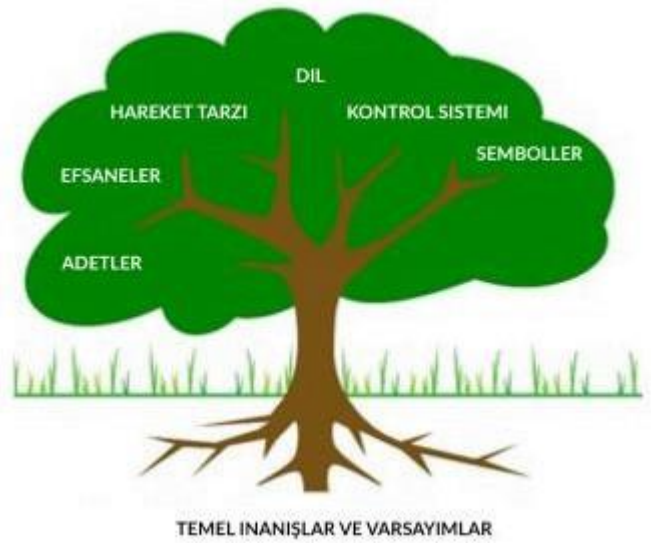 DIL
HAREKET TARZI
KONTROL SISTEMI
SEMBOLLER
EFSANELER
ADETLER
TEMEL INANIŞLAR VE VARSAYIMLAR